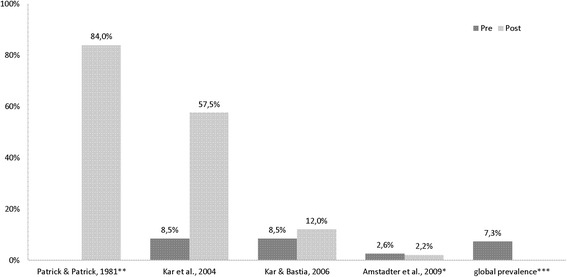 100%
80%
60%
40%
20%
0%
Pre Post
84,0%
8,5%
57,5%
8,5%
12,0%
2,6%
2,2%
7,3%
Patrick & Patrick, 1981**
Kar et al., 2004
Kar & Bastia, 2006
Amstadter et al., 2009*
global prevalence***